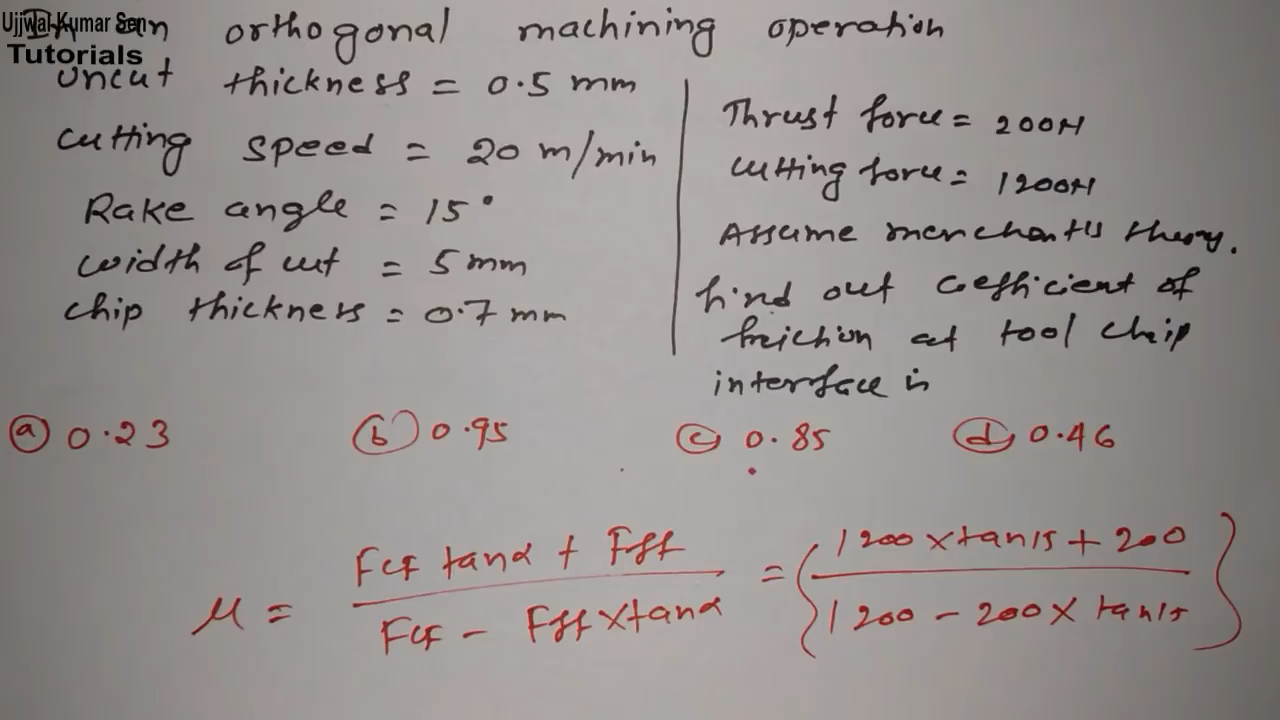 Ujjwal Kumar Sen
Tutorials
In an orthogonal machining operation
uncut thickness = 0.5 mm
cutting speed = 20 m/min
Rake angle = 15°
width of cut = 5 mm
chip thickness = 0.7 mm
Thrust force = 200N
cutting force = 1200N
Assume merchant's theory.
find out coefficient of
friction at tool chip
interface is
(a) 0.23
(b) 0.95
(c) 0.85
(d) 0.46
μ = Fcf tanα + Fff / Fcf - Fff x tanα = { 1200 x tan15 + 200 / 1200 - 200 x tan15 }